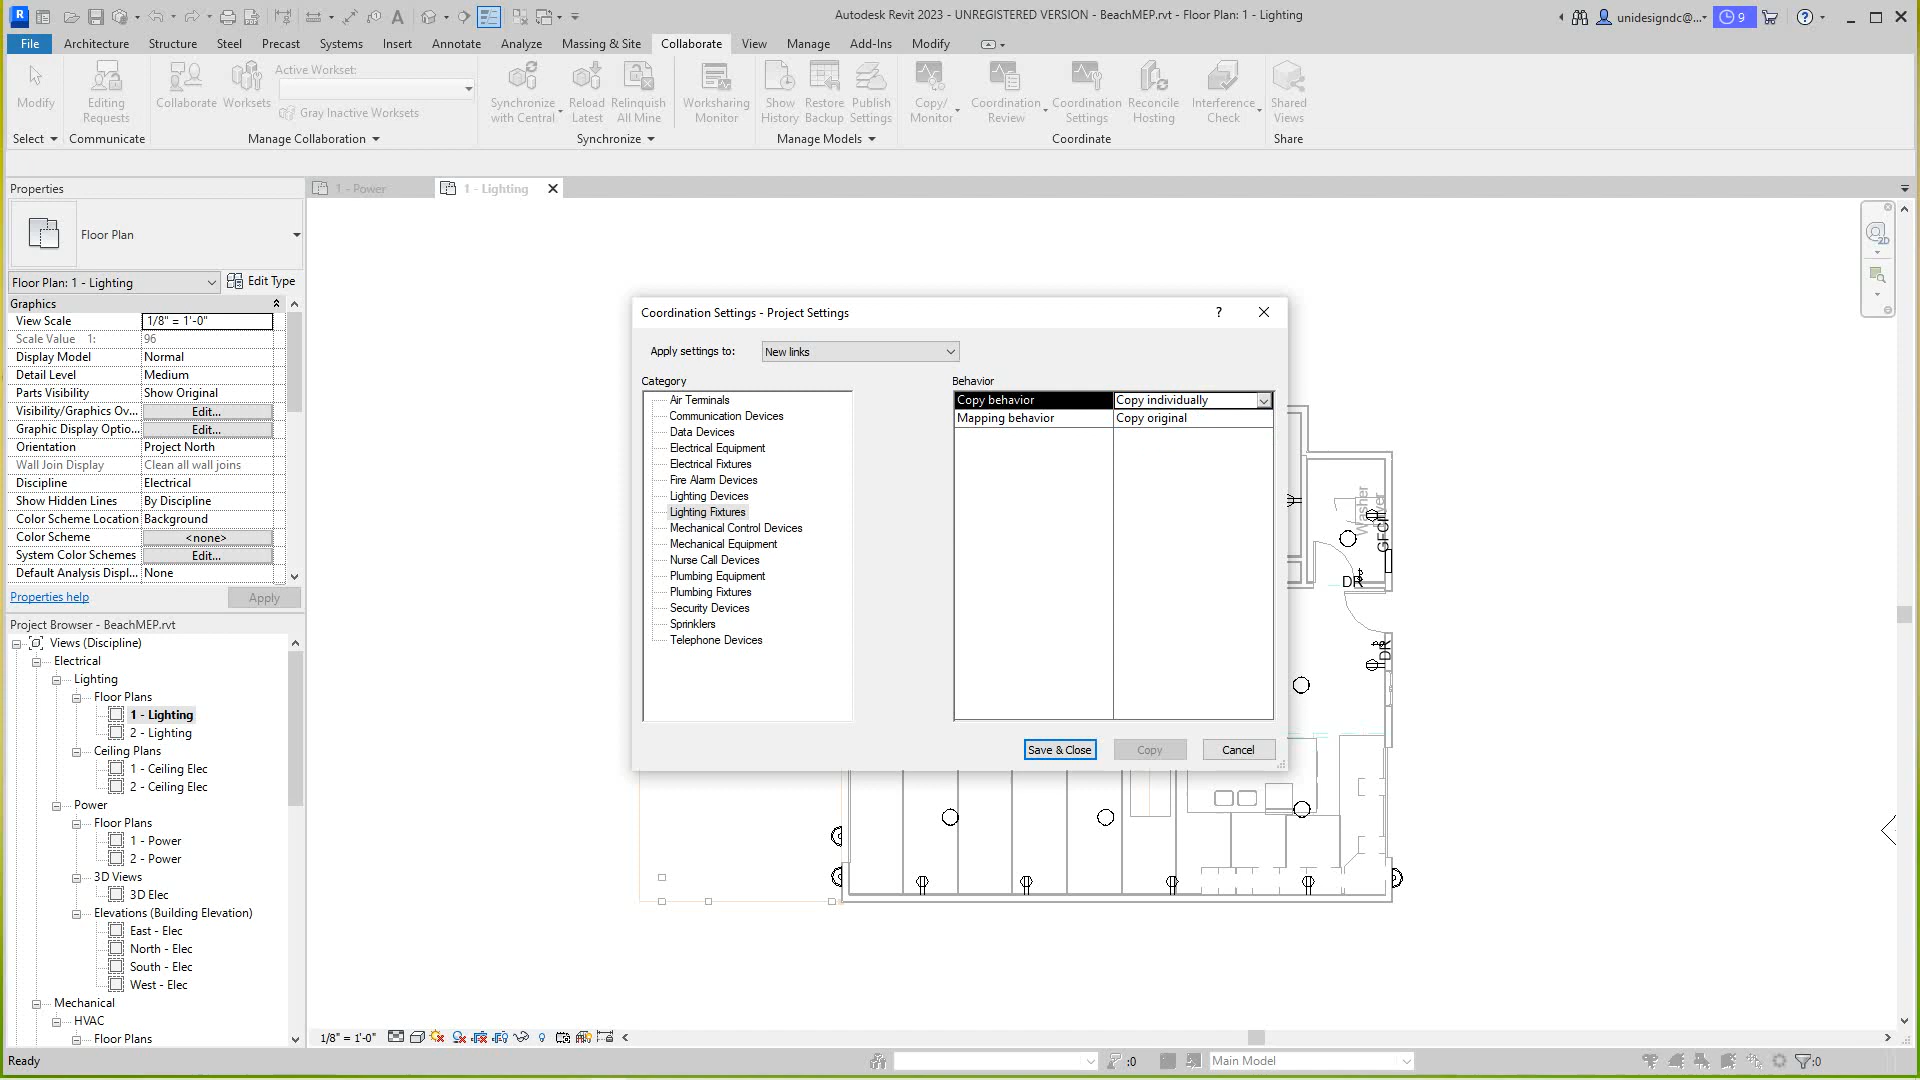 Autodesk Revit 2023 - UNREGISTERED VERSION - BeachMEP.rvt - Floor Plan: 1 - Lighting
unidesigndc@...
9
File Architecture Structure Steel Precast Systems Insert Annotate Analyze Massing & Site Collaborate View Manage Add-Ins Modify
Modify
Editing Requests
Collaborate
Worksets
Active Workset:
Gray Inactive Worksets
Synchronize with Central
Reload Latest
Relinquish All Mine
Worksharing Monitor
Show History
Restore Backup
Publish Settings
Copy/ Monitor
Coordination Review
Coordination Settings
Reconcile Hosting
Interference Check
Shared Views
Select Communicate Manage Collaboration Synchronize Manage Models Coordinate Share
Properties
1 - Power
1 - Lighting
Floor Plan
Floor Plan: 1 - Lighting
Edit Type
Graphics
View Scale 1/8" = 1'-0"
Scale Value 1: 96
Display Model Normal
Detail Level Medium
Parts Visibility Show Original
Visibility/Graphics Ov... Edit...
Graphic Display Optio... Edit...
Orientation Project North
Wall Join Display Clean all wall joins
Discipline Electrical
Show Hidden Lines By Discipline
Color Scheme Location Background
Color Scheme <none>
System Color Schemes Edit...
Default Analysis Displ... None
Properties help
Apply
Project Browser - BeachMEP.rvt
Views (Discipline)
Electrical
Lighting
Floor Plans
1 - Lighting
2 - Lighting
Ceiling Plans
1 - Ceiling Elec
2 - Ceiling Elec
Power
Floor Plans
1 - Power
2 - Power
3D Views
3D Elec
Elevations (Building Elevation)
East - Elec
North - Elec
South - Elec
West - Elec
Mechanical
HVAC
Floor Plans
Coordination Settings - Project Settings
?
Apply settings to: New links
Category
Air Terminals
Communication Devices
Data Devices
Electrical Equipment
Electrical Fixtures
Fire Alarm Devices
Lighting Devices
Lighting Fixtures
Mechanical Control Devices
Mechanical Equipment
Nurse Call Devices
Plumbing Equipment
Plumbing Fixtures
Security Devices
Sprinklers
Telephone Devices
Behavior
Copy behavior Copy individually
Mapping behavior Copy original
Save & Close Copy Cancel
Washer
GFCI
DR
DR
2D
1/8" = 1'-0"
Ready
:0
Main Model
:0